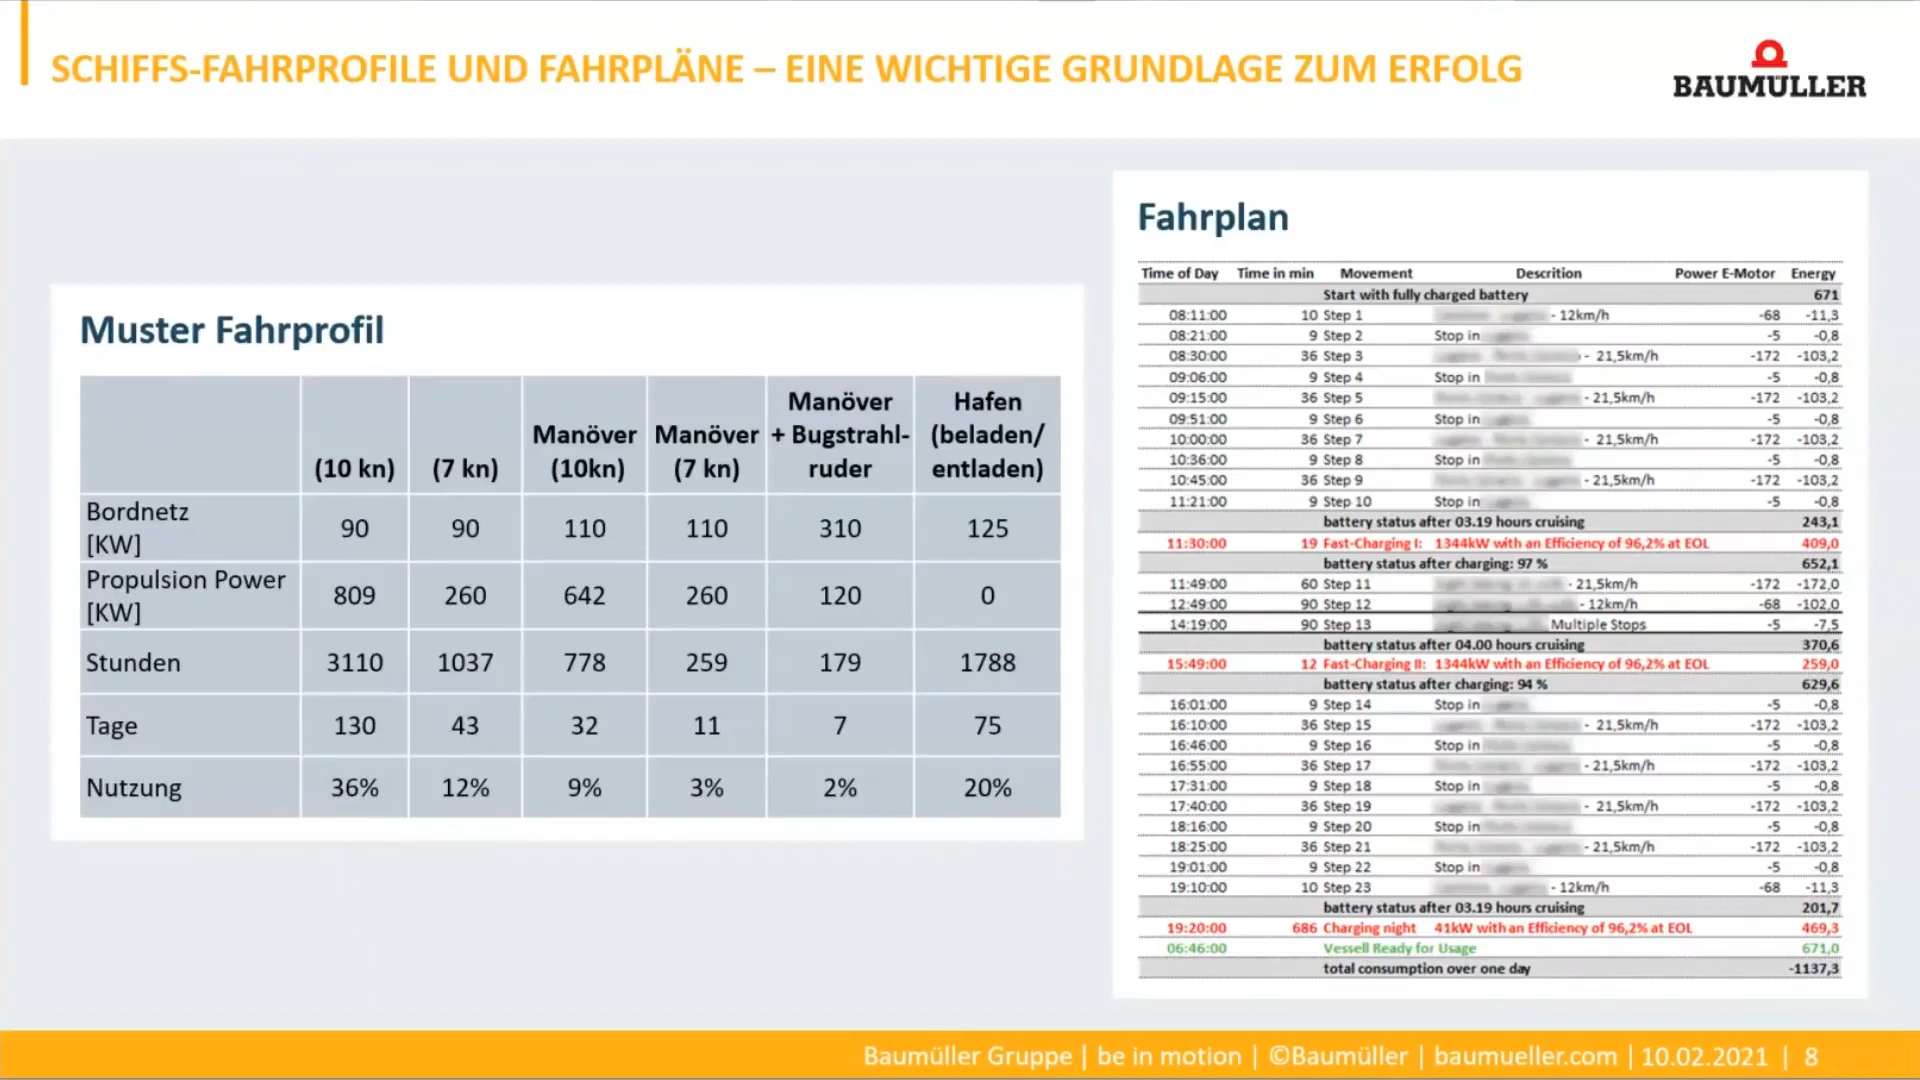 SCHIFFS-FAHRPROFILE UND FAHRPLÄNE – EINE WICHTIGE GRUNDLAGE ZUM ERFOLG
BAUMÜLLER
Muster Fahrprofil
(10 kn) (7 kn) Manöver (10kn) Manöver (7 kn) Manöver + Bugstrahl-ruder Hafen (beladen/ entladen)
Bordnetz [KW] 90 90 110 110 310 125
Propulsion Power [KW] 809 260 642 260 120 0
Stunden 3110 1037 778 259 179 1788
Tage 130 43 32 11 7 75
Nutzung 36% 12% 9% 3% 2% 20%
Fahrplan
Time of Day Time in min Movement Descrition Power E-Motor Energy
Start with fully charged battery 671
08:11:00 10 Step 1 - 12km/h -68 -11,3
08:21:00 9 Step 2 Stop in -5 -0,8
08:30:00 36 Step 3 - 21,5km/h -172 -103,2
09:06:00 9 Step 4 Stop in -5 -0,8
09:15:00 36 Step 5 - 21,5km/h -172 -103,2
09:51:00 9 Step 6 Stop in -5 -0,8
10:00:00 36 Step 7 - 21,5km/h -172 -103,2
10:36:00 9 Step 8 Stop in -5 -0,8
10:45:00 36 Step 9 - 21,5km/h -172 -103,2
11:21:00 9 Step 10 Stop in -5 -0,8
battery status after 03.19 hours cruising 243,1
11:30:00 19 Fast-Charging I: 1344kW with an Efficiency of 96,2% at EOL 409,0
battery status after charging: 97 % 652,1
11:49:00 60 Step 11 - 21,5km/h -172 -172,0
12:49:00 90 Step 12 - 12km/h -68 -102,0
14:19:00 90 Step 13 Multiple Stops -5 -7,5
battery status after 04.00 hours cruising 370,6
15:49:00 12 Fast-Charging II: 1344kW with an Efficiency of 96,2% at EOL 259,0
battery status after charging: 94 % 629,6
16:01:00 9 Step 14 Stop in -5 -0,8
16:10:00 36 Step 15 - 21,5km/h -172 -103,2
16:46:00 9 Step 16 Stop in -5 -0,8
16:55:00 36 Step 17 - 21,5km/h -172 -103,2
17:31:00 9 Step 18 Stop in -5 -0,8
17:40:00 36 Step 19 - 21,5km/h -172 -103,2
18:16:00 9 Step 20 Stop in -5 -0,8
18:25:00 36 Step 21 - 21,5km/h -172 -103,2
19:01:00 9 Step 22 Stop in -5 -0,8
19:10:00 10 Step 23 - 12km/h -68 -11,3
battery status after 03.19 hours cruising 201,7
19:20:00 686 Charging night 41kW with an Efficiency of 96,2% at EOL 469,3
06:46:00 Vessell Ready for Usage 671,0
total consumption over one day -1137,3
Baumüller Gruppe | be in motion | ©Baumüller | baumueller.com | 10.02.2021 | 8